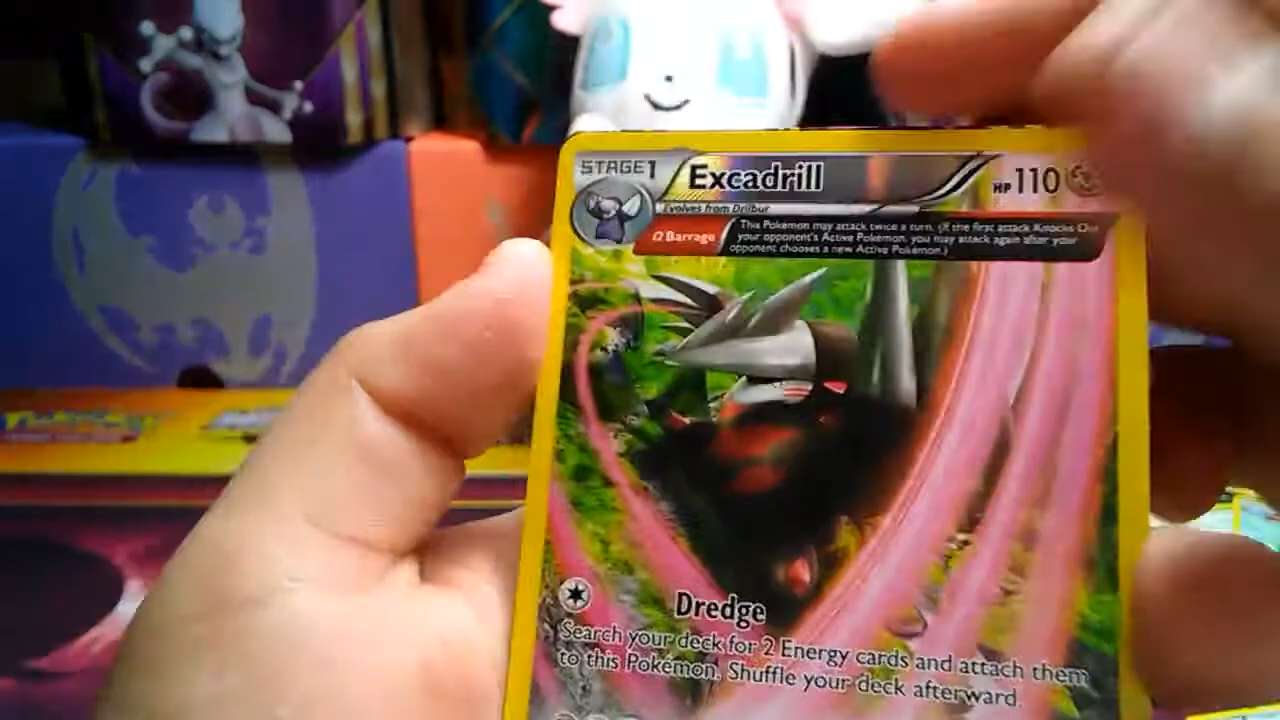 STAGE1 Excadrill HP 110
Evolves from Drilbur
Ω Barrage
This Pokémon may attack twice a turn. (If the first attack Knocks Out
your opponent's Active Pokémon, you may attack again after your
opponent chooses a new Active Pokémon.)
Dredge
Search your deck for 2 Energy cards and attach them
to this Pokémon. Shuffle your deck afterward.